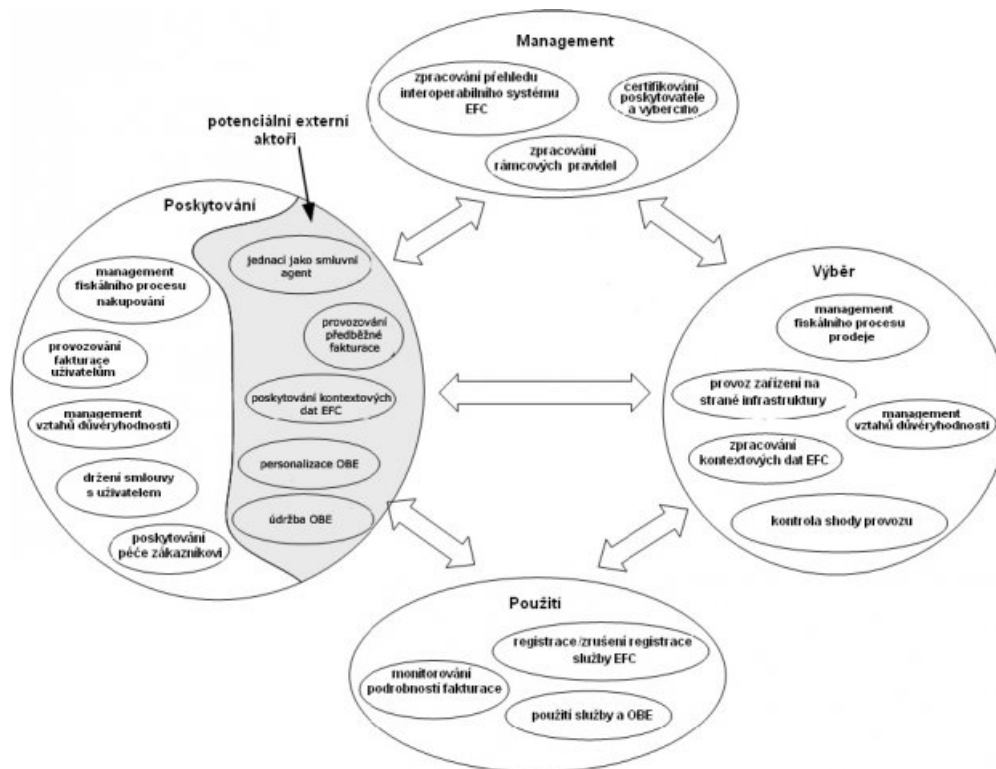 Management
zpracování přehledu
interoperabilního systému
EFC
certifikování
poskytovatele
a výběrčího
zpracování
rámcových pravidel
potenciální externí
aktoři
Poskytování
management
fiskálního procesu
nakupování
provozování
fakturace
uživatelům
management
vztahů důvěryhodnosti
držení smlouvy
s uživatelem
poskytování
péče zákazníkovi
jednací jako smluvní
agent
provozování
předběžné
fakturace
poskytování kontextových
dat EFC
personalizace OBE
údržba OBE
Výběr
management
fiskálního procesu
prodeje
provoz zařízení na
straně infrastruktury
management
vztahů důvěryhodnosti
zpracování
kontextových dat EFC
kontrola shody provozu
Použití
registrace/zrušení registrace
služby EFC
monitorování
podrobností fakturace
použití služby a OBE